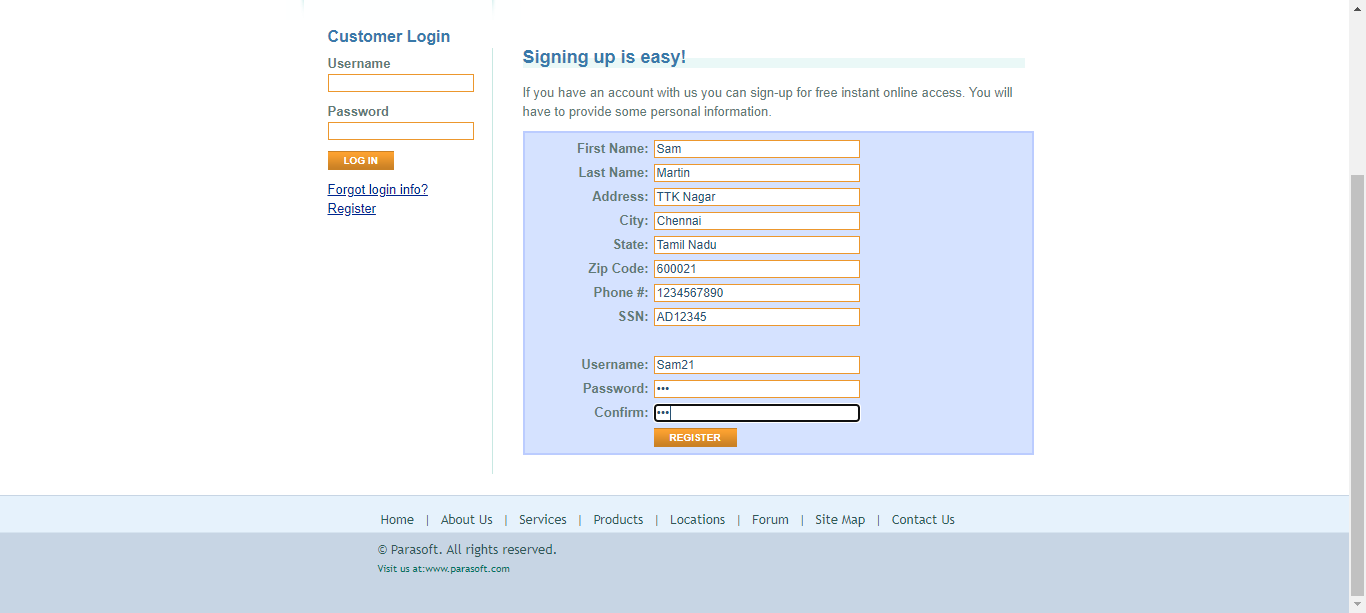 Customer Login
Username
Password
LOG IN
Forgot login info?
Register
Signing up is easy!
If you have an account with us you can sign-up for free instant online access. You will
have to provide some personal information.
First Name: Sam
Last Name: Martin
Address: TTK Nagar
City: Chennai
State: Tamil Nadu
Zip Code: 600021
Phone #: 1234567890
SSN: AD12345
Username: Sam21
Password: •••
Confirm: •••
REGISTER
Home | About Us | Services | Products | Locations | Forum | Site Map | Contact Us
© Parasoft. All rights reserved.
Visit us at:www.parasoft.com